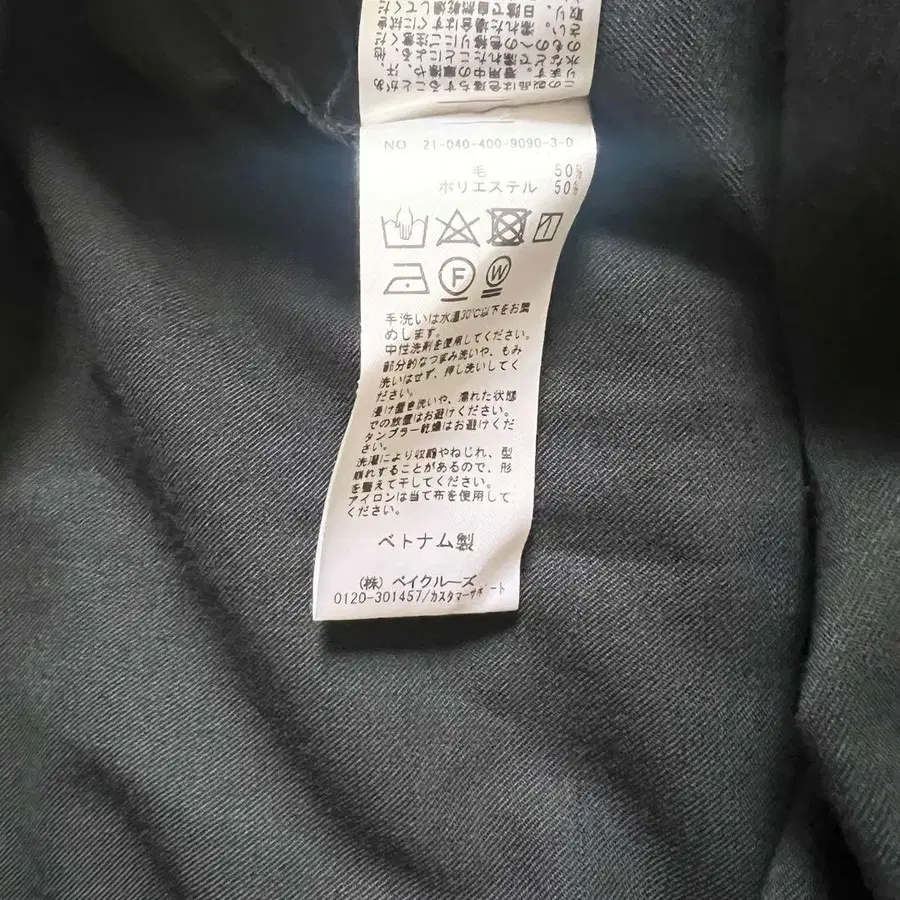 NO 21-040-400-9090-3-0
毛 50%
ポリエステル 50%
F W
手洗いは水温30℃以下をお薦
めします。
中性洗剤を使用してください。
部分的なつまみ洗いや、もみ
洗いはせず、押し洗いしてく
ださい。
浸け置き洗いや、濡れた状態
での放置はお避けください。
タンブラー乾燥はお避けくだ
さい。
洗濯により収縮やねじれ、型
崩れすることがあるので、形
を整えて干してください。
アイロンは当て布を使用して
ください。
ベトナム製
(株) ベイクルーズ
0120-301457/カスタマーサポート